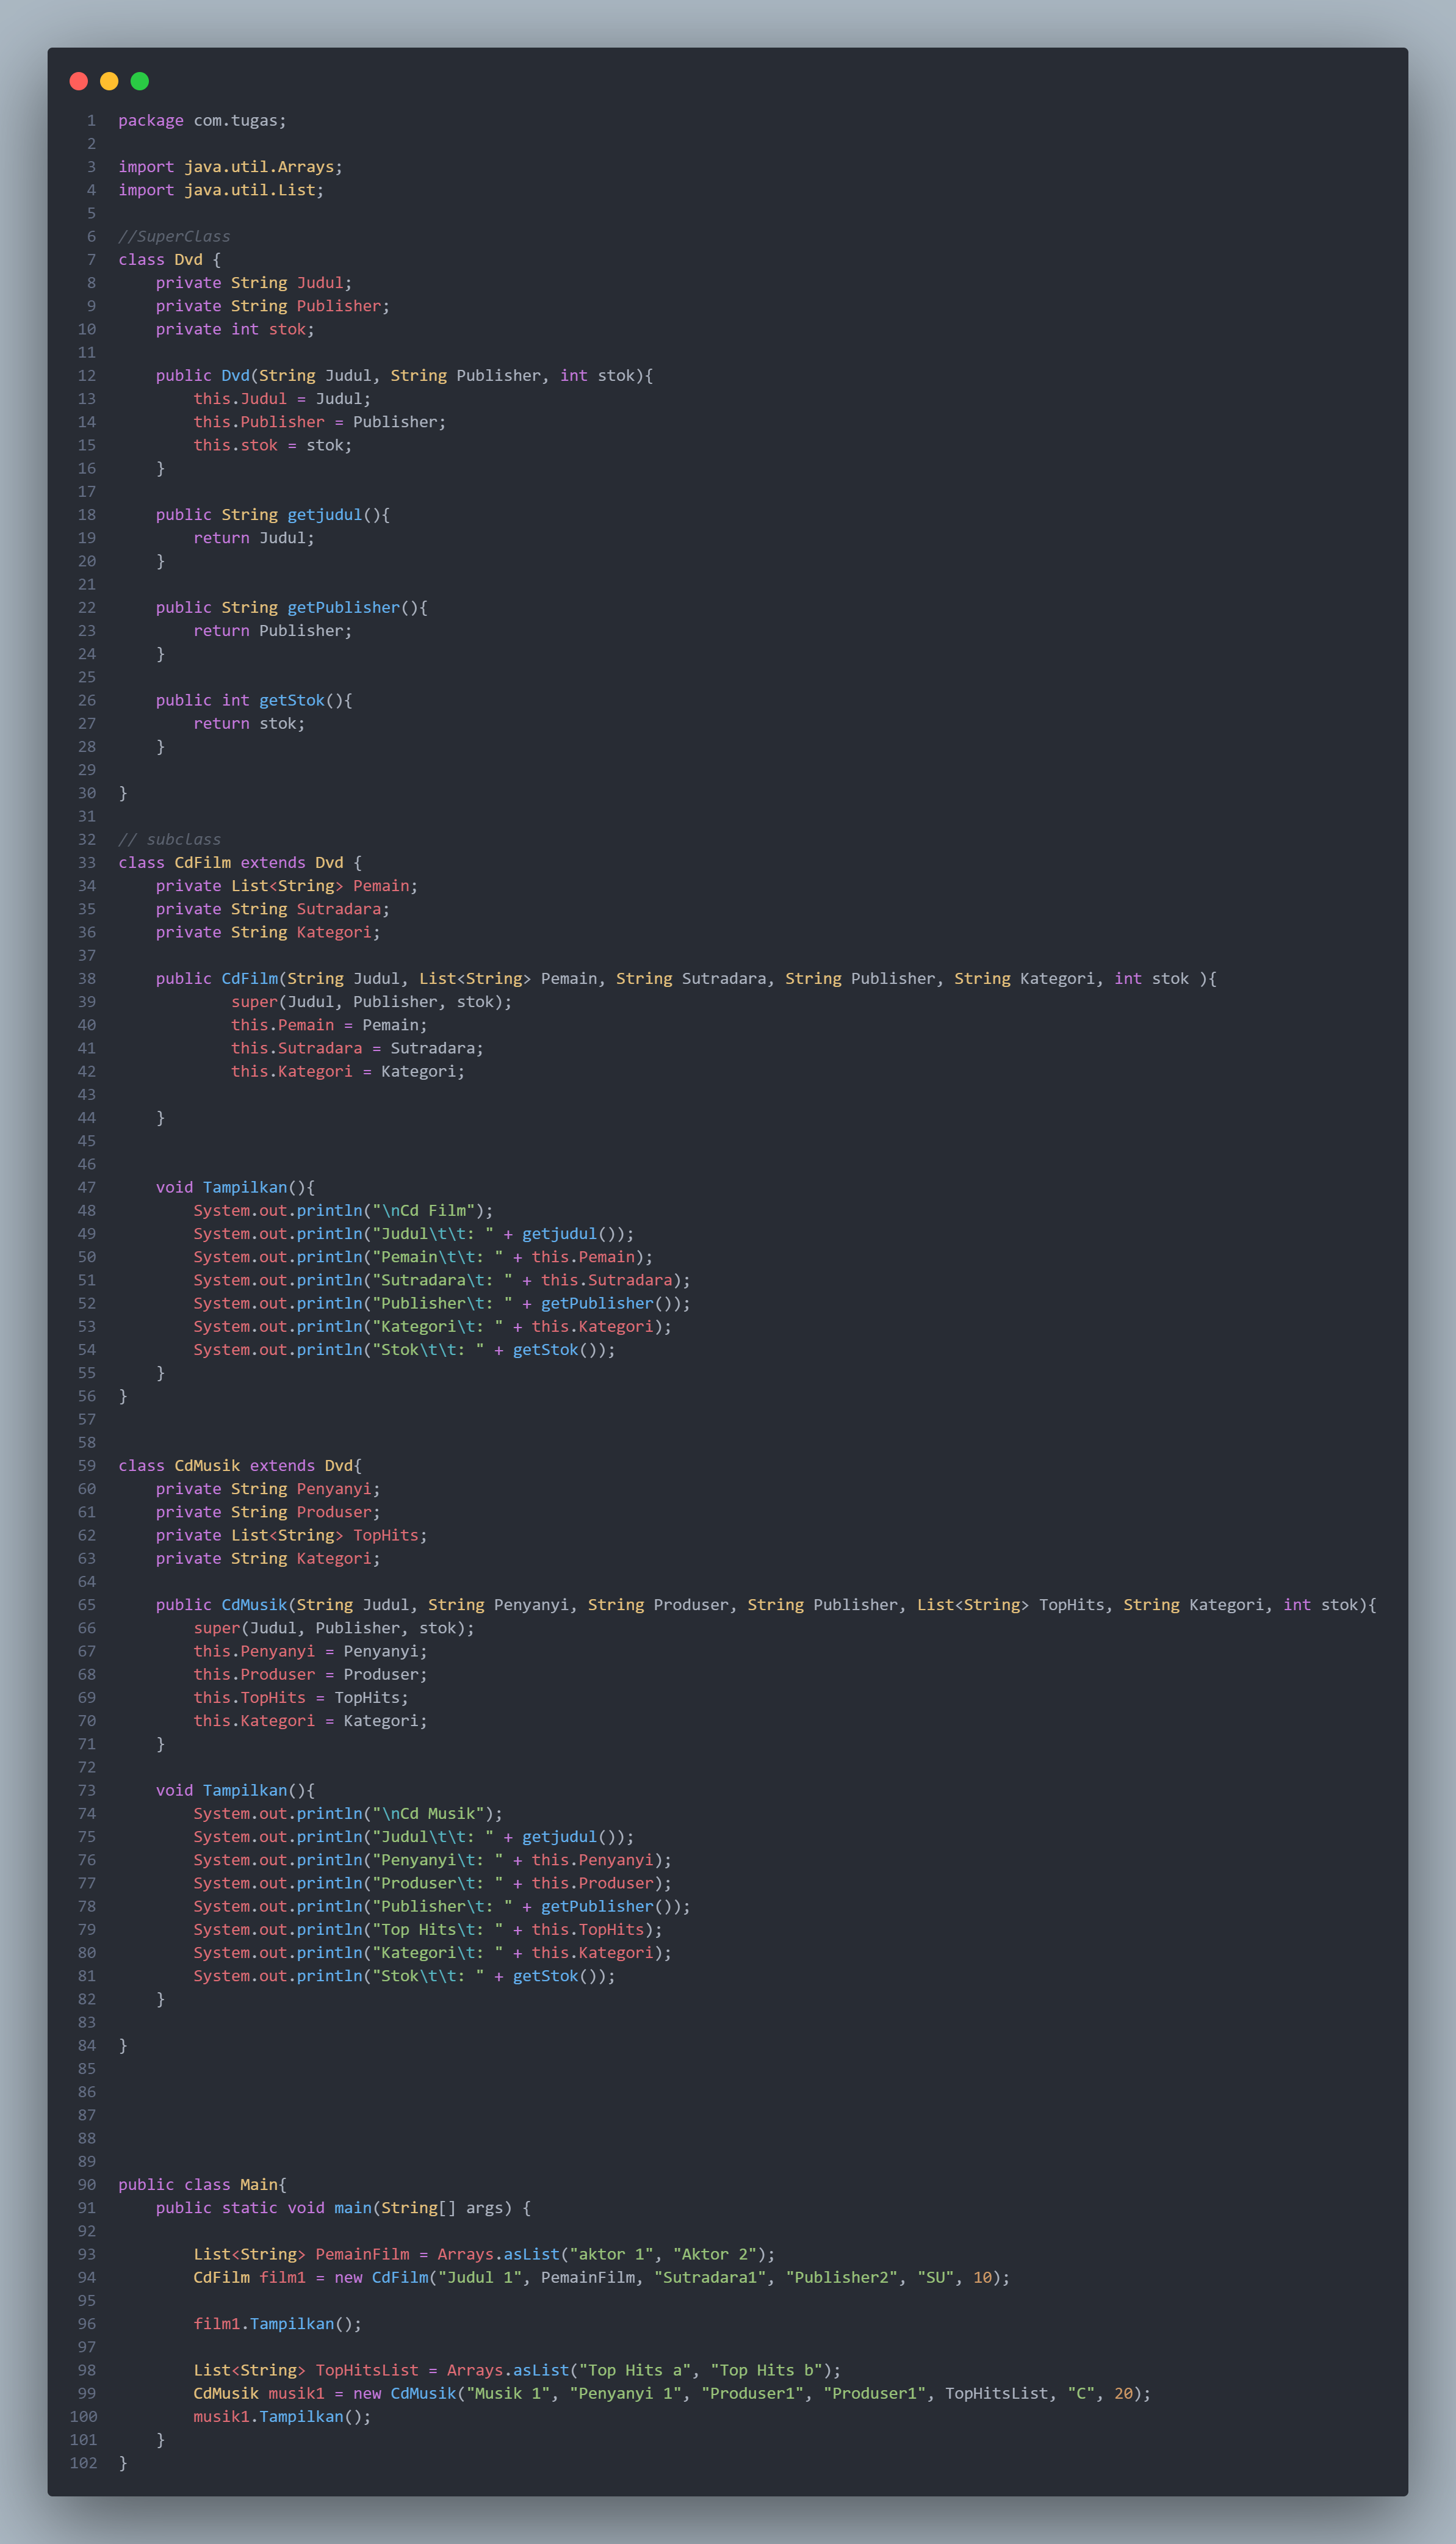 1 package com.tugas;
2
3 import java.util.Arrays;
4 import java.util.List;
5
6 //SuperClass
7 class Dvd {
8     private String Judul;
9     private String Publisher;
10     private int stok;
11
12     public Dvd(String Judul, String Publisher, int stok){
13         this.Judul = Judul;
14         this.Publisher = Publisher;
15         this.stok = stok;
16     }
17
18     public String getjudul(){
19         return Judul;
20     }
21
22     public String getPublisher(){
23         return Publisher;
24     }
25
26     public int getStok(){
27         return stok;
28     }
29
30 }
31
32 // subclass
33 class CdFilm extends Dvd {
34     private List<String> Pemain;
35     private String Sutradara;
36     private String Kategori;
37
38     public CdFilm(String Judul, List<String> Pemain, String Sutradara, String Publisher, String Kategori, int stok ){
39             super(Judul, Publisher, stok);
40             this.Pemain = Pemain;
41             this.Sutradara = Sutradara;
42             this.Kategori = Kategori;
43
44     }
45
46
47     void Tampilkan(){
48         System.out.println("\nCd Film");
49         System.out.println("Judul\t\t: " + getjudul());
50         System.out.println("Pemain\t\t: " + this.Pemain);
51         System.out.println("Sutradara\t: " + this.Sutradara);
52         System.out.println("Publisher\t: " + getPublisher());
53         System.out.println("Kategori\t: " + this.Kategori);
54         System.out.println("Stok\t\t: " + getStok());
55     }
56 }
57
58
59 class CdMusik extends Dvd{
60     private String Penyanyi;
61     private String Produser;
62     private List<String> TopHits;
63     private String Kategori;
64
65     public CdMusik(String Judul, String Penyanyi, String Produser, String Publisher, List<String> TopHits, String Kategori, int stok){
66         super(Judul, Publisher, stok);
67         this.Penyanyi = Penyanyi;
68         this.Produser = Produser;
69         this.TopHits = TopHits;
70         this.Kategori = Kategori;
71     }
72
73     void Tampilkan(){
74         System.out.println("\nCd Musik");
75         System.out.println("Judul\t\t: " + getjudul());
76         System.out.println("Penyanyi\t: " + this.Penyanyi);
77         System.out.println("Produser\t: " + this.Produser);
78         System.out.println("Publisher\t: " + getPublisher());
79         System.out.println("Top Hits\t: " + this.TopHits);
80         System.out.println("Kategori\t: " + this.Kategori);
81         System.out.println("Stok\t\t: " + getStok());
82     }
83
84 }
85
86
87
88
89
90 public class Main{
91     public static void main(String[] args) {
92
93         List<String> PemainFilm = Arrays.asList("aktor 1", "Aktor 2");
94         CdFilm film1 = new CdFilm("Judul 1", PemainFilm, "Sutradara1", "Publisher2", "SU", 10);
95
96         film1.Tampilkan();
97
98         List<String> TopHitsList = Arrays.asList("Top Hits a", "Top Hits b");
99         CdMusik musik1 = new CdMusik("Musik 1", "Penyanyi 1", "Produser1", "Produser1", TopHitsList, "C", 20);
100         musik1.Tampilkan();
101     }
102 }